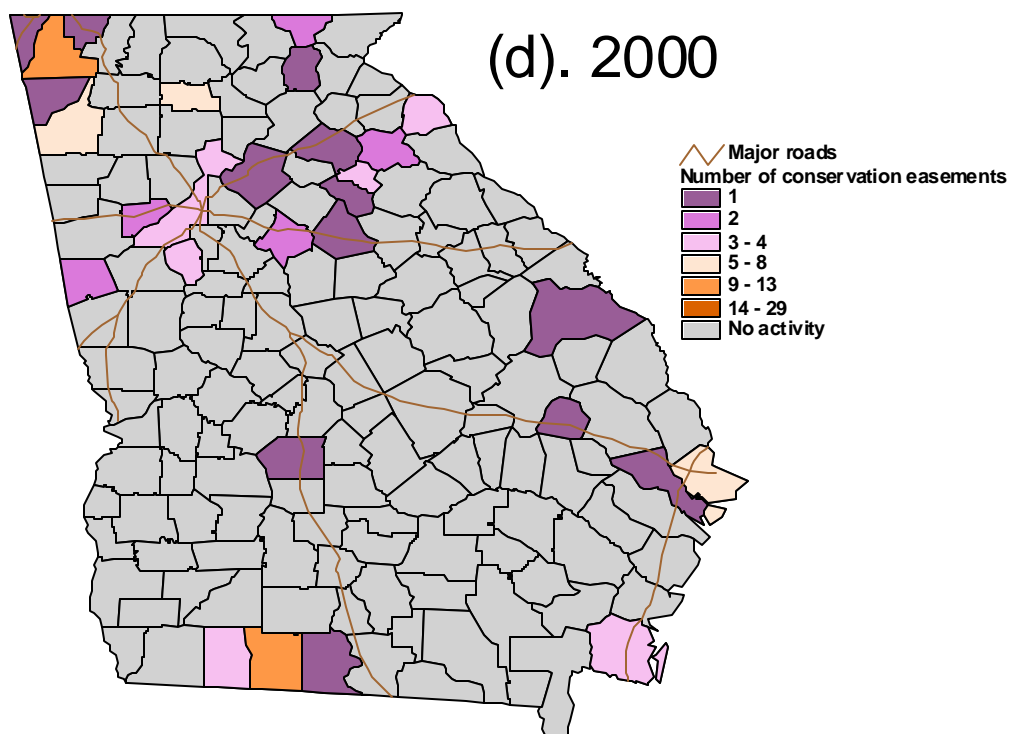 (d). 2000
Major roads
Number of conservation easements
1
2
3 - 4
5 - 8
9 - 13
14 - 29
No activity